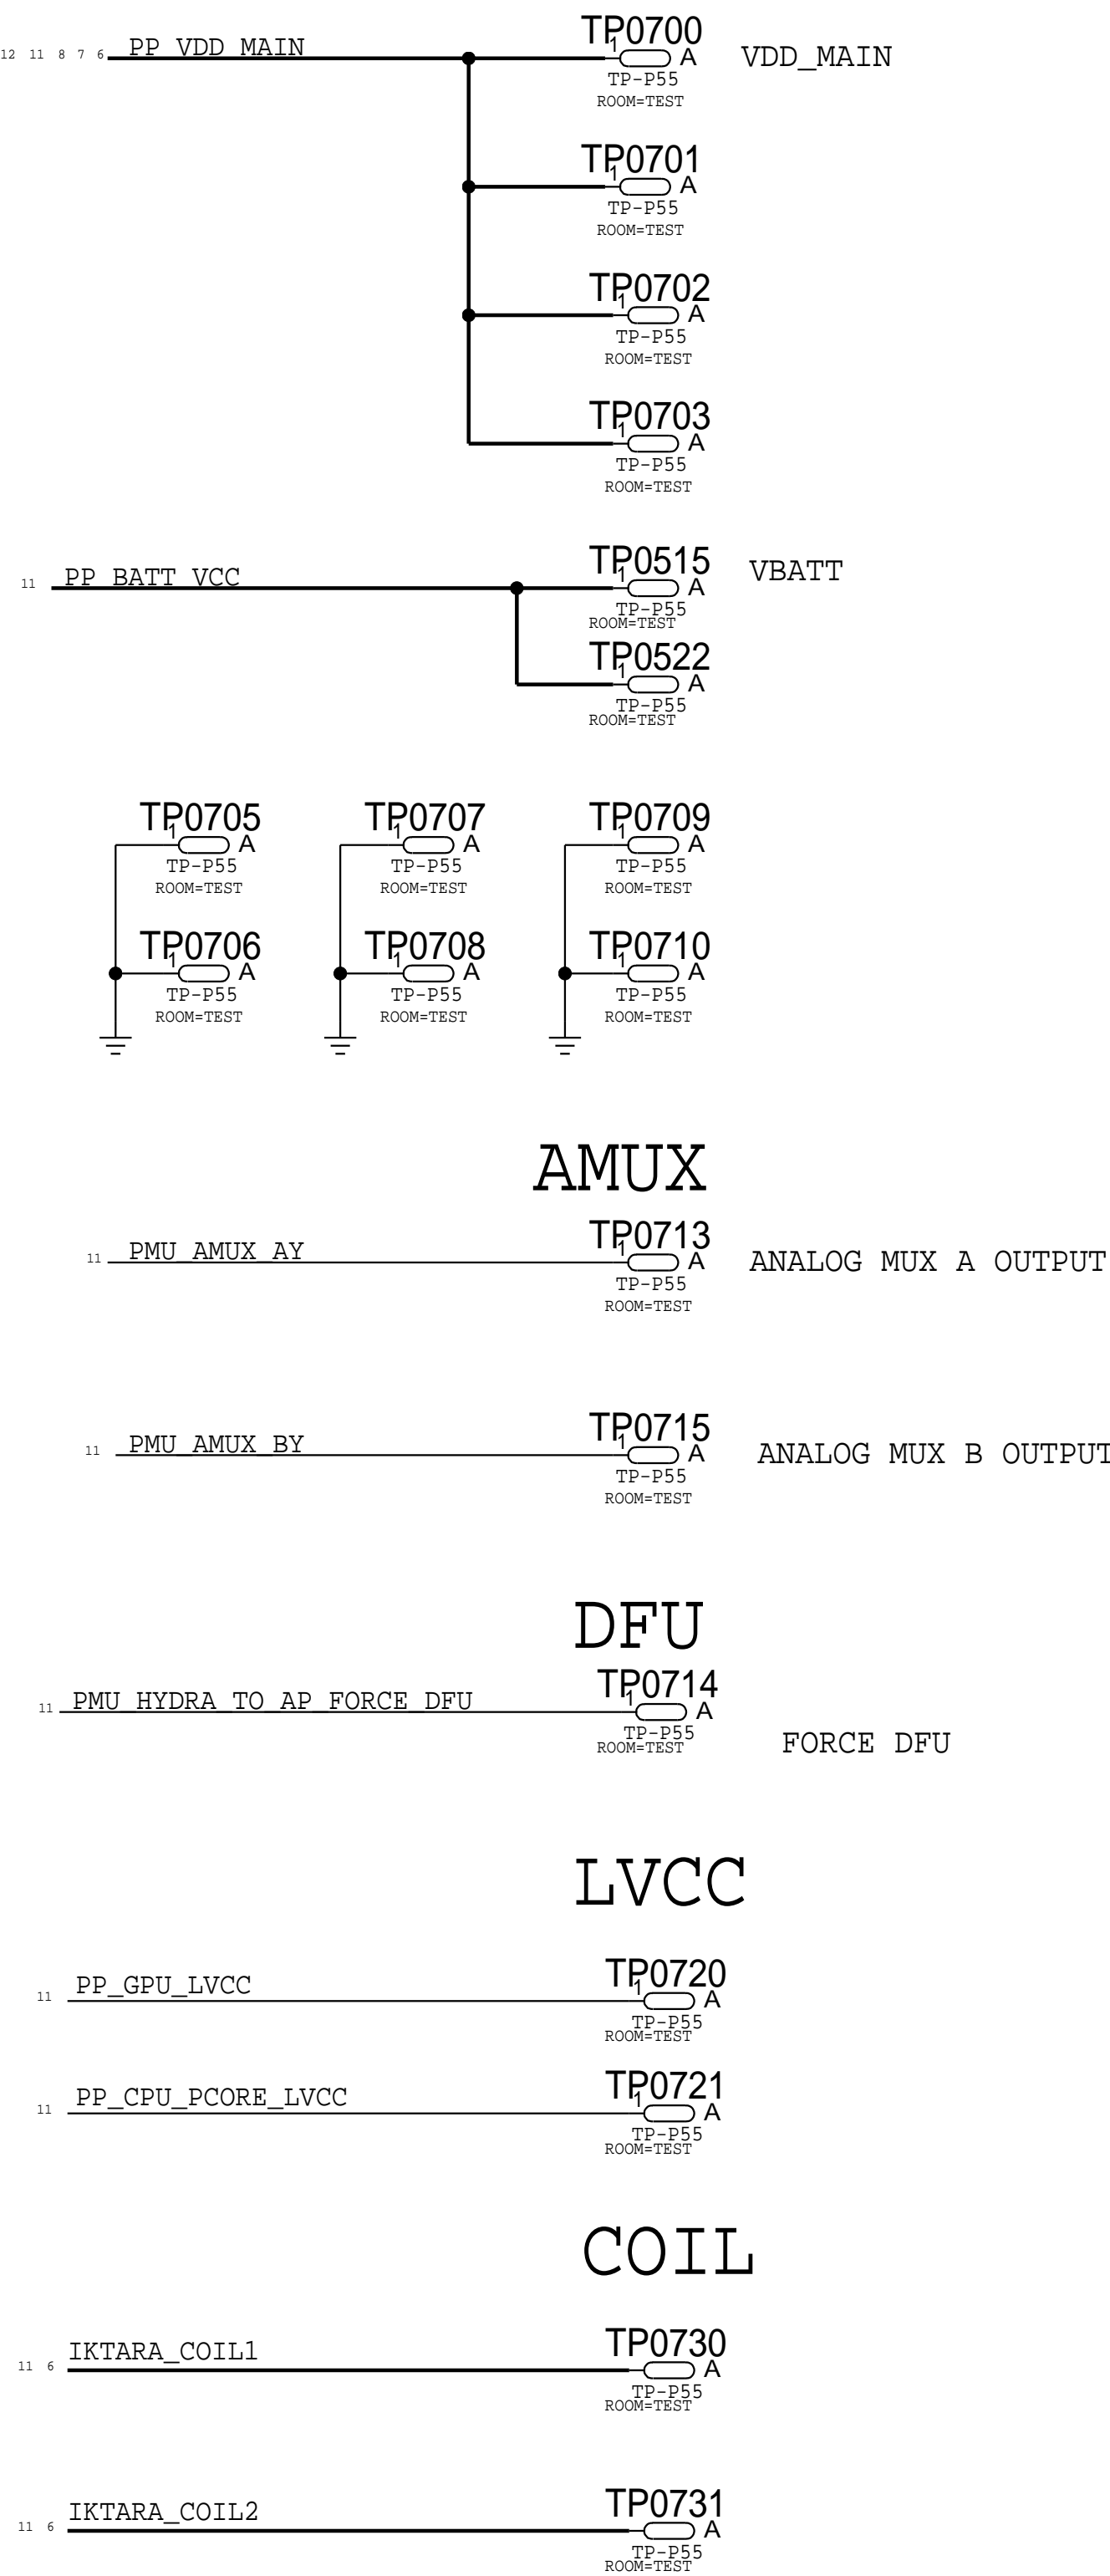 TP0700
12 11 8 7 6 PP_VDD_MAIN 1 A VDD_MAIN
TP-P55
ROOM=TEST
TP0701
1 A
TP-P55
ROOM=TEST
TP0702
1 A
TP-P55
ROOM=TEST
TP0703
1 A
TP-P55
ROOM=TEST
TP0515
11 PP_BATT_VCC 1 A VBATT
TP-P55
ROOM=TEST
TP0522
1 A
TP-P55
ROOM=TEST
TP0705 TP0707 TP0709
1 A 1 A 1 A
TP-P55 TP-P55 TP-P55
ROOM=TEST ROOM=TEST ROOM=TEST
TP0706 TP0708 TP0710
1 A 1 A 1 A
TP-P55 TP-P55 TP-P55
ROOM=TEST ROOM=TEST ROOM=TEST
AMUX
TP0713
11 PMU_AMUX_AY 1 A ANALOG MUX A OUTPUT
TP-P55
ROOM=TEST
TP0715
11 PMU_AMUX_BY 1 A ANALOG MUX B OUTPUT
TP-P55
ROOM=TEST
DFU
TP0714
11 PMU_HYDRA_TO_AP_FORCE_DFU 1 A
TP-P55
ROOM=TEST FORCE DFU
LVCC
TP0720
11 PP_GPU_LVCC 1 A
TP-P55
ROOM=TEST
TP0721
11 PP_CPU_PCORE_LVCC 1 A
TP-P55
ROOM=TEST
COIL
TP0730
11 6 IKTARA_COIL1 A
TP-P55
ROOM=TEST
TP0731
11 6 IKTARA_COIL2 A
TP-P55
ROOM=TEST